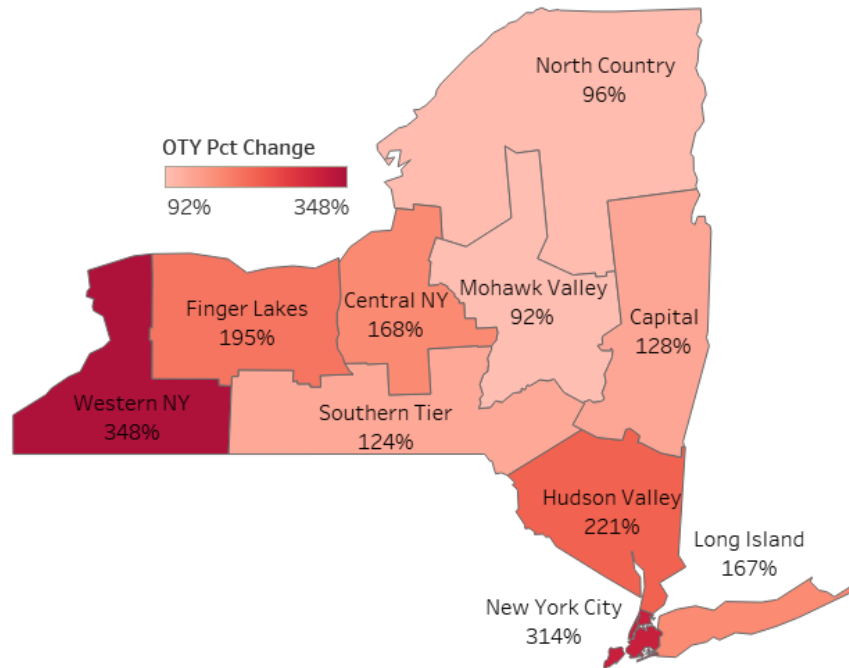 North Country
96%
OTY Pct Change
92%
348%
Finger Lakes
195%
Central NY
168%
Mohawk Valley
92%
Capital
128%
Western NY
348%
Southern Tier
124%
Hudson Valley
221%
Long Island
167%
New York City
314%